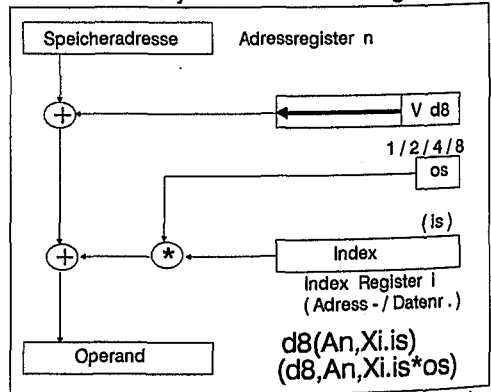 Speicheradresse Adressregister n
+
V d8
1/2/4/8
os
(is)
+ * Index
Index Register i
(Adress-/Datenr.)
Operand
d8(An,Xi.is)
(d8,An,Xi.is*os)